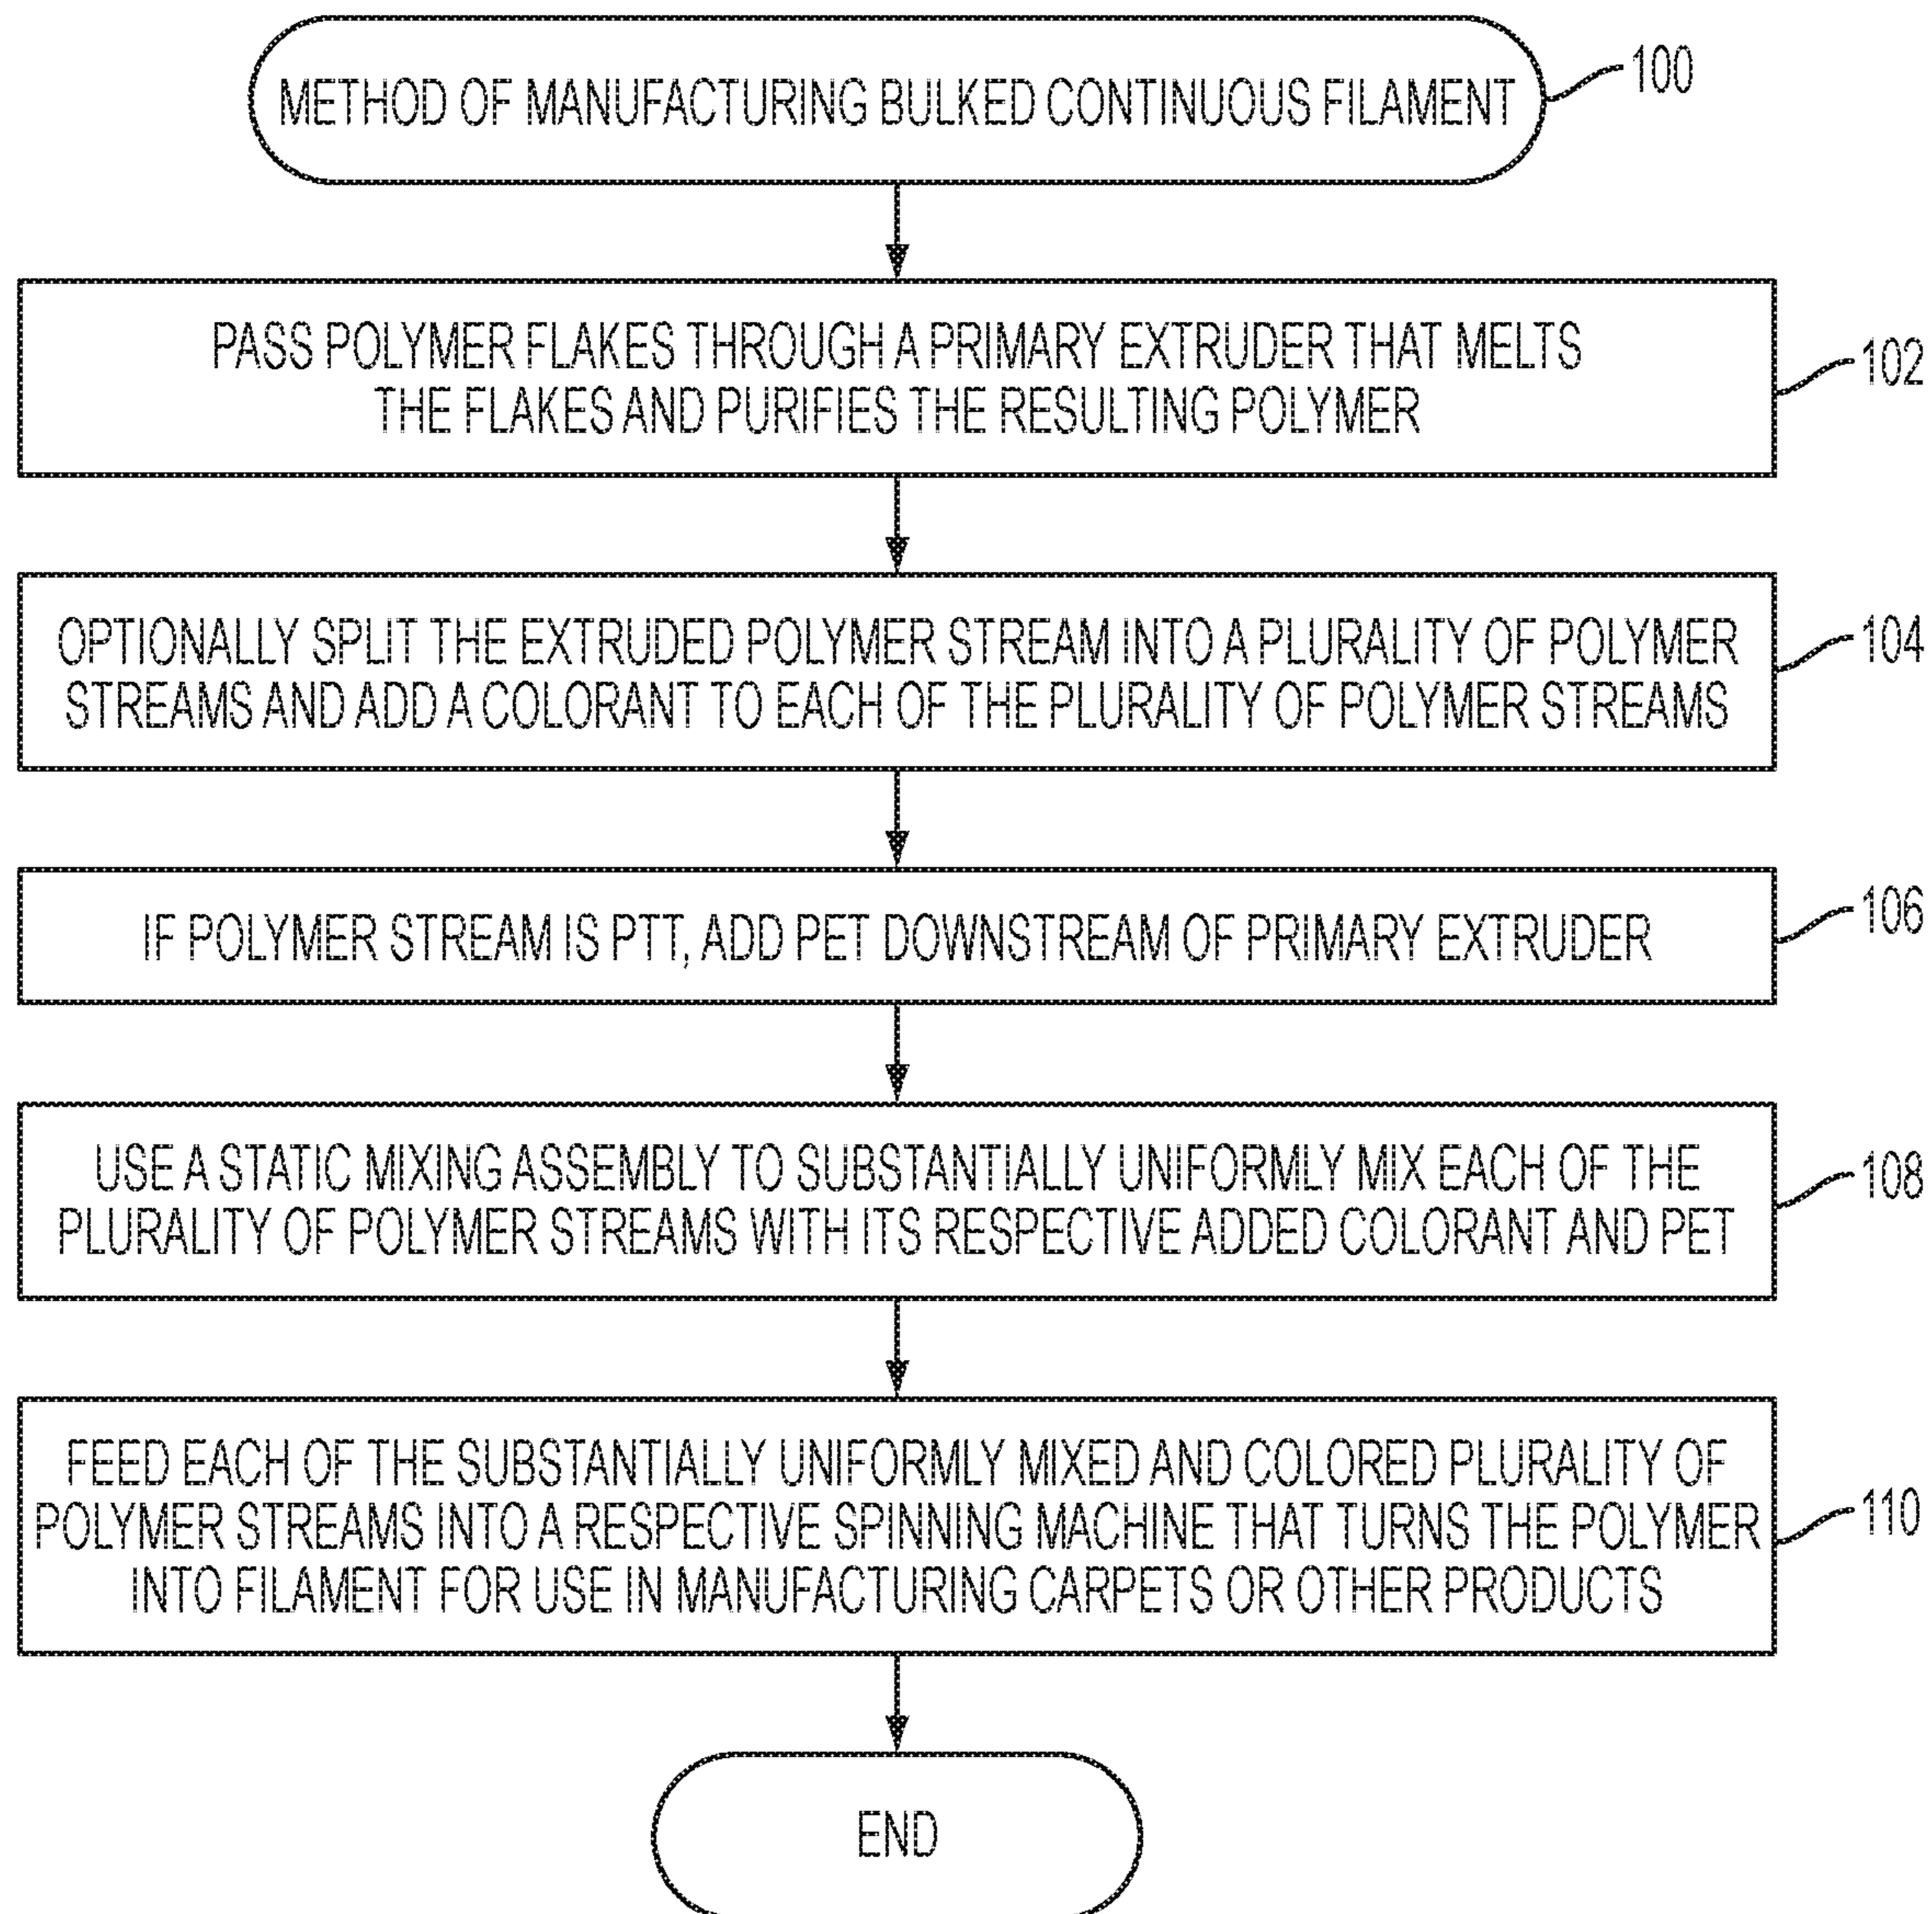 METHOD OF MANUFACTURING BULKED CONTINUOUS FILAMENT
100
PASS POLYMER FLAKES THROUGH A PRIMARY EXTRUDER THAT MELTS
THE FLAKES AND PURIFIES THE RESULTING POLYMER
102
OPTIONALLY SPLIT THE EXTRUDED POLYMER STREAM INTO A PLURALITY OF POLYMER
STREAMS AND ADD A COLORANT TO EACH OF THE PLURALITY OF POLYMER STREAMS
104
IF POLYMER STREAM IS PTT, ADD PET DOWNSTREAM OF PRIMARY EXTRUDER
106
USE A STATIC MIXING ASSEMBLY TO SUBSTANTIALLY UNIFORMLY MIX EACH OF THE
PLURALITY OF POLYMER STREAMS WITH ITS RESPECTIVE ADDED COLORANT AND PET
108
FEED EACH OF THE SUBSTANTIALLY UNIFORMLY MIXED AND COLORED PLURALITY OF
POLYMER STREAMS INTO A RESPECTIVE SPINNING MACHINE THAT TURNS THE POLYMER
INTO FILAMENT FOR USE IN MANUFACTURING CARPETS OR OTHER PRODUCTS
110
END